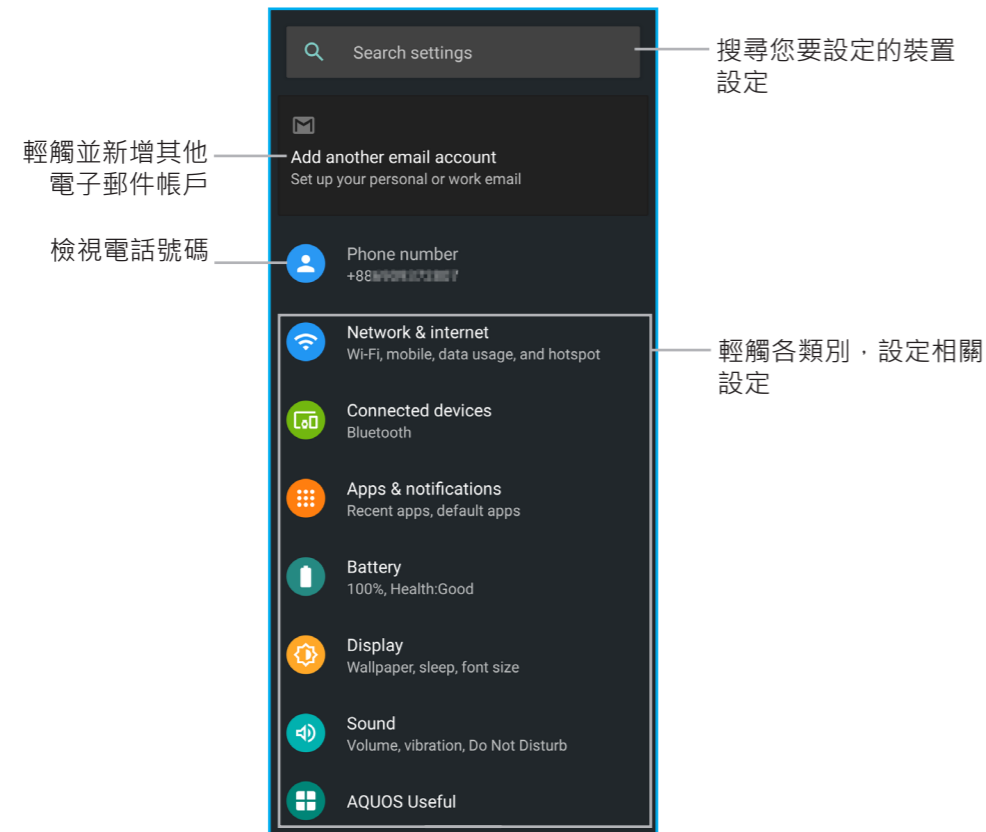 Search settings
搜尋您要設定的裝置
設定
輕觸並新增其他
電子郵件帳戶
Add another email account
Set up your personal or work email
檢視電話號碼
Phone number
+88
Network & internet
Wi-Fi, mobile, data usage, and hotspot
輕觸各類別，設定相關
設定
Connected devices
Bluetooth
Apps & notifications
Recent apps, default apps
Battery
100%, Health:Good
Display
Wallpaper, sleep, font size
Sound
Volume, vibration, Do Not Disturb
AQUOS Useful